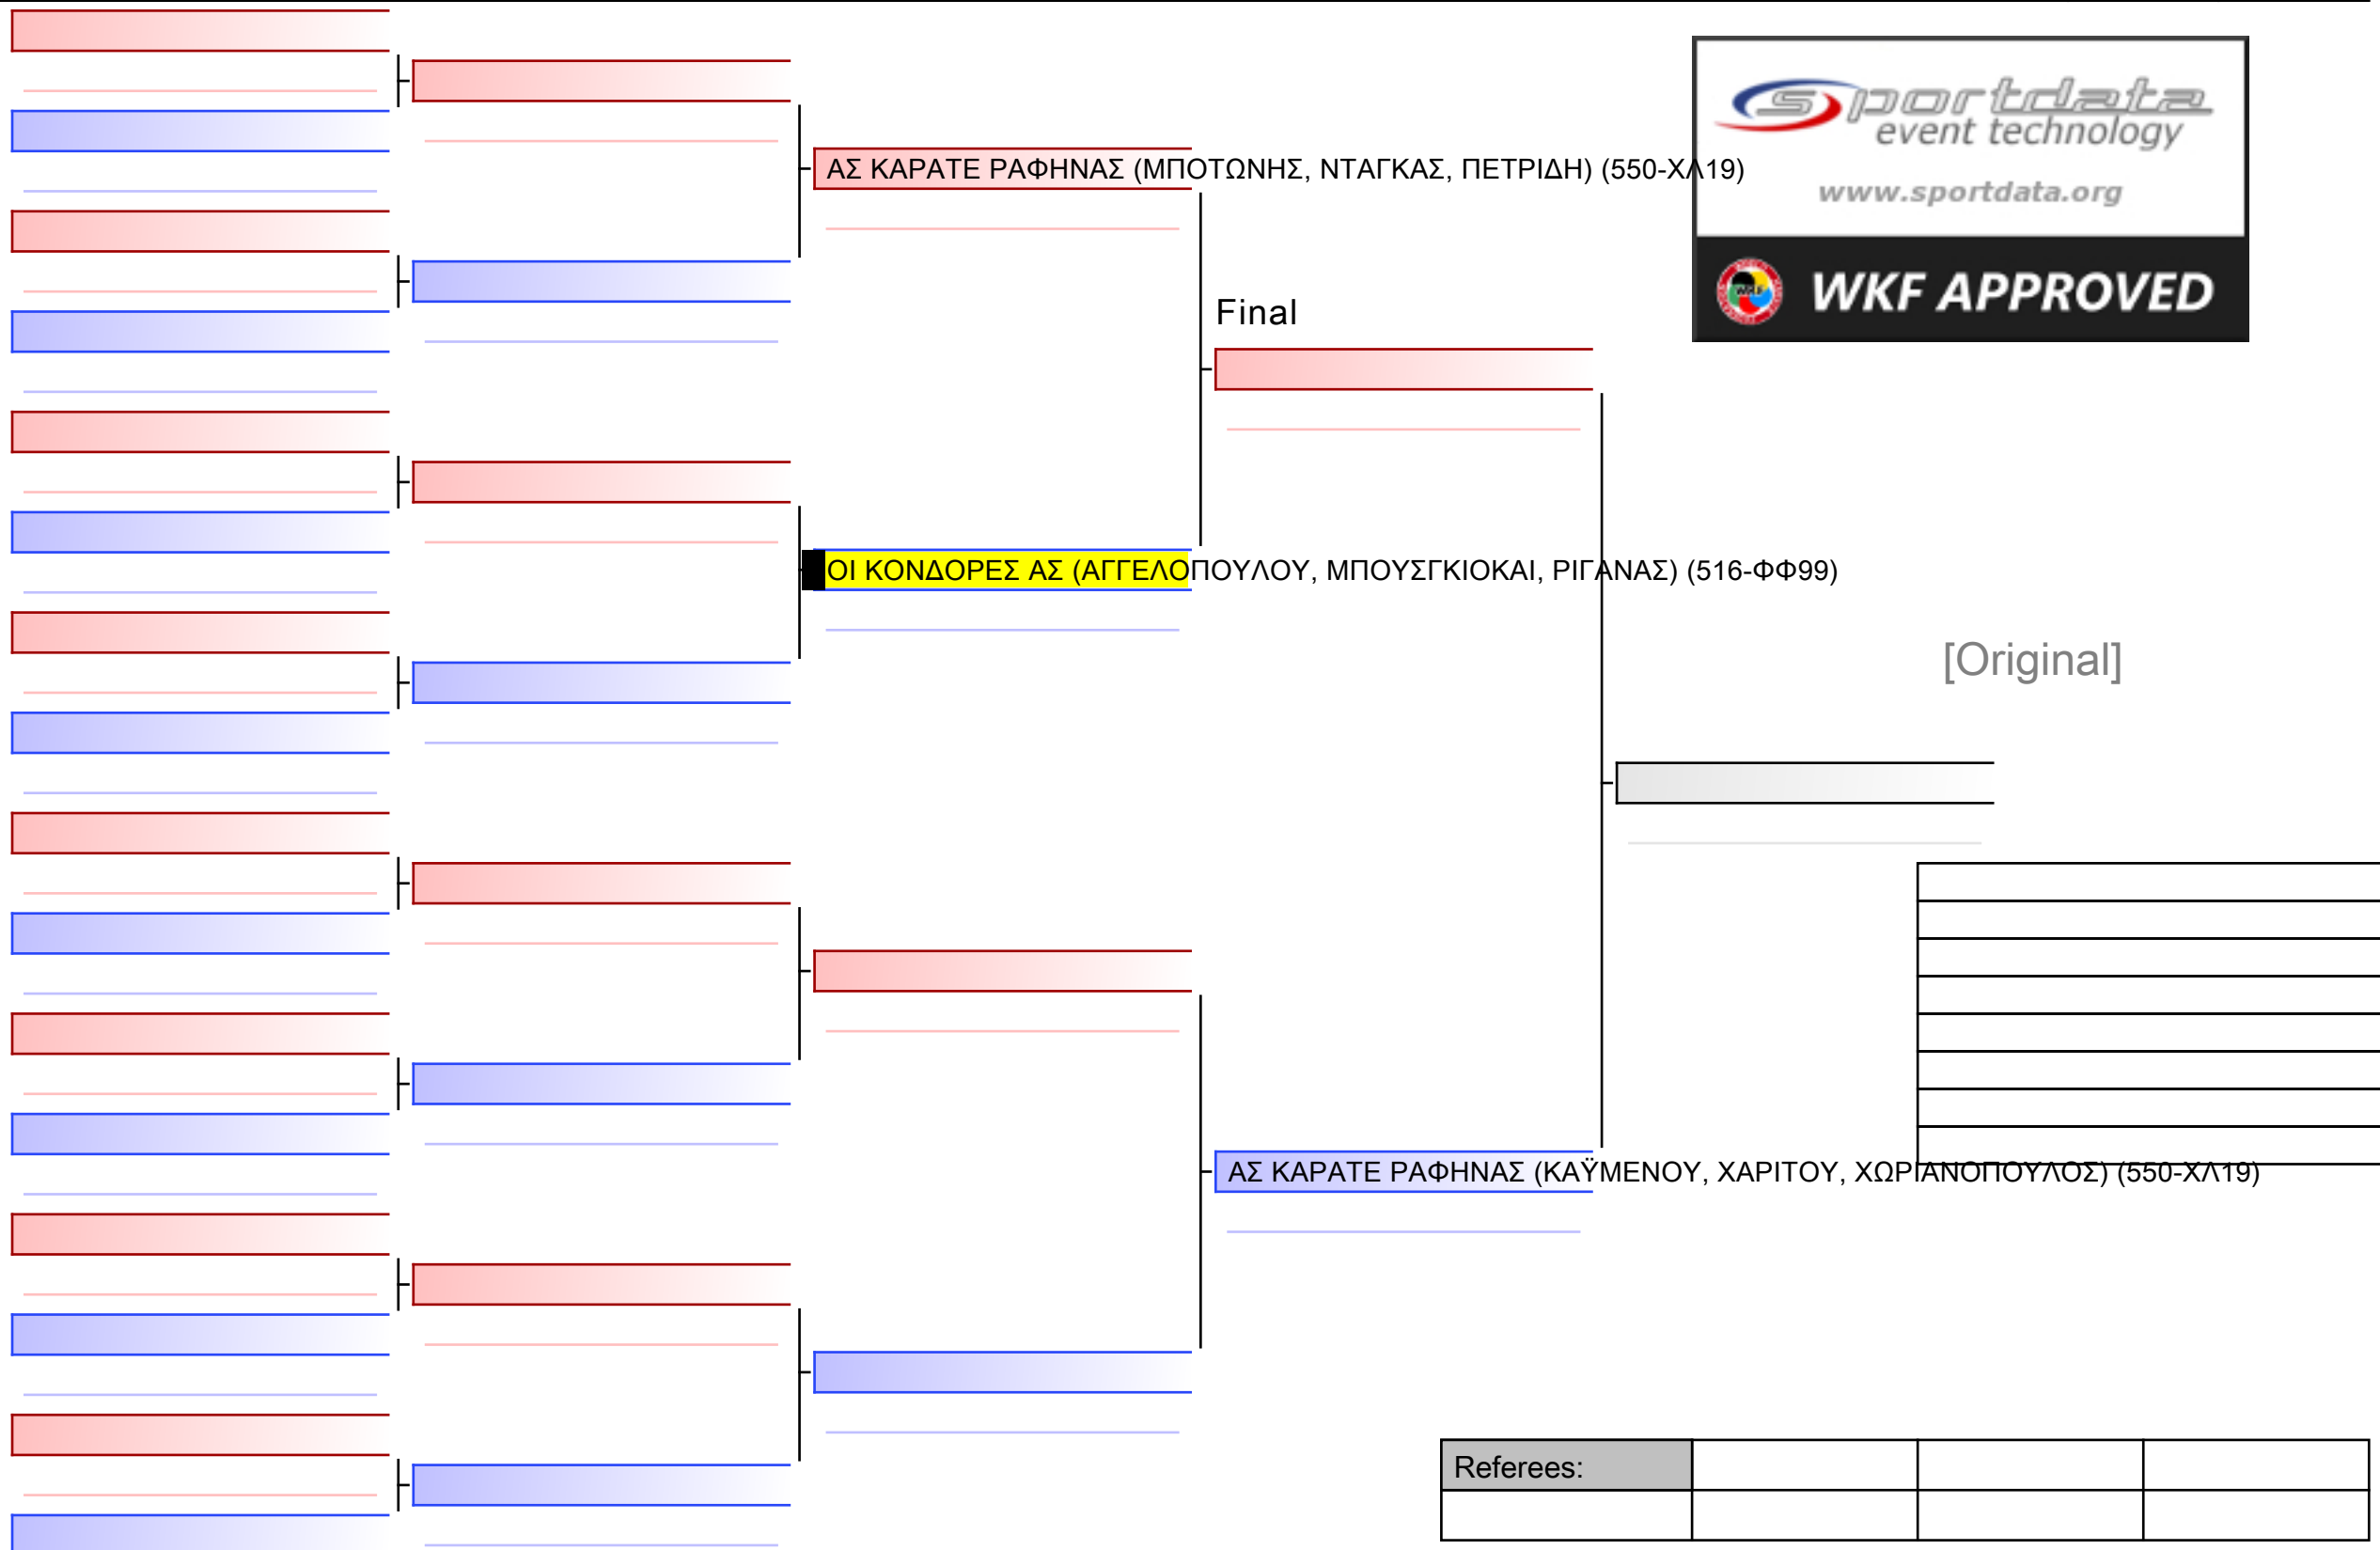 sportdata
event technology
www.sportdata.org
WKF APPROVED
ΑΣ ΚΑΡΑΤΕ ΡΑΦΗΝΑΣ (ΜΠΟΤΩΝΗΣ, ΝΤΑΓΚΑΣ, ΠΕΤΡΙΔΗ) (550-ΧΛ19)
Final
ΟΙ ΚΟΝΔΟΡΕΣ ΑΣ (ΑΓΓΕΛΟΠΟΥΛΟΥ, ΜΠΟΥΣΓΚΙΟΚΑΙ, ΡΙΓΑΝΑΣ) (516-ΦΦ99)
[Original]
ΑΣ ΚΑΡΑΤΕ ΡΑΦΗΝΑΣ (ΚΑΫΜΕΝΟΥ, ΧΑΡΙΤΟΥ, ΧΩΡΙΑΝΟΠΟΥΛΟΣ) (550-ΧΛ19)
Referees: